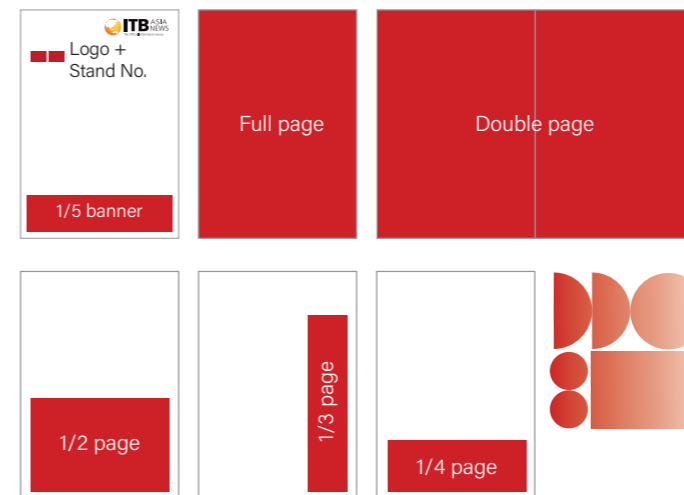 ITB ASIA
NEWS
Logo +
Stand No.
1/5 banner
Full page
Double page
1/2 page
1/3 page
1/4 page